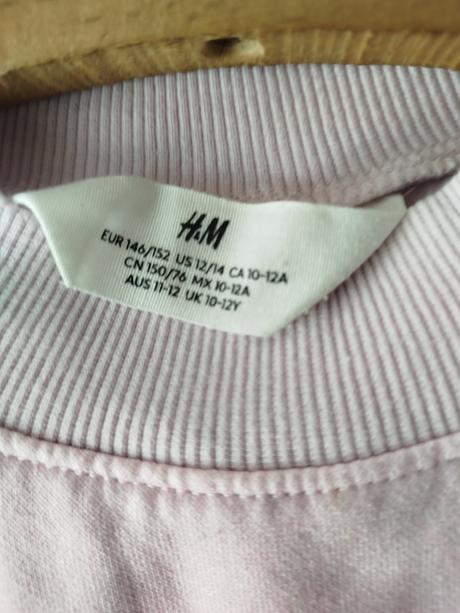 H&M
EUR 146/152 US 12/14 CA 10-12A
CN 150/76 MX 10-12A
AUS 11-12 UK 10-12Y